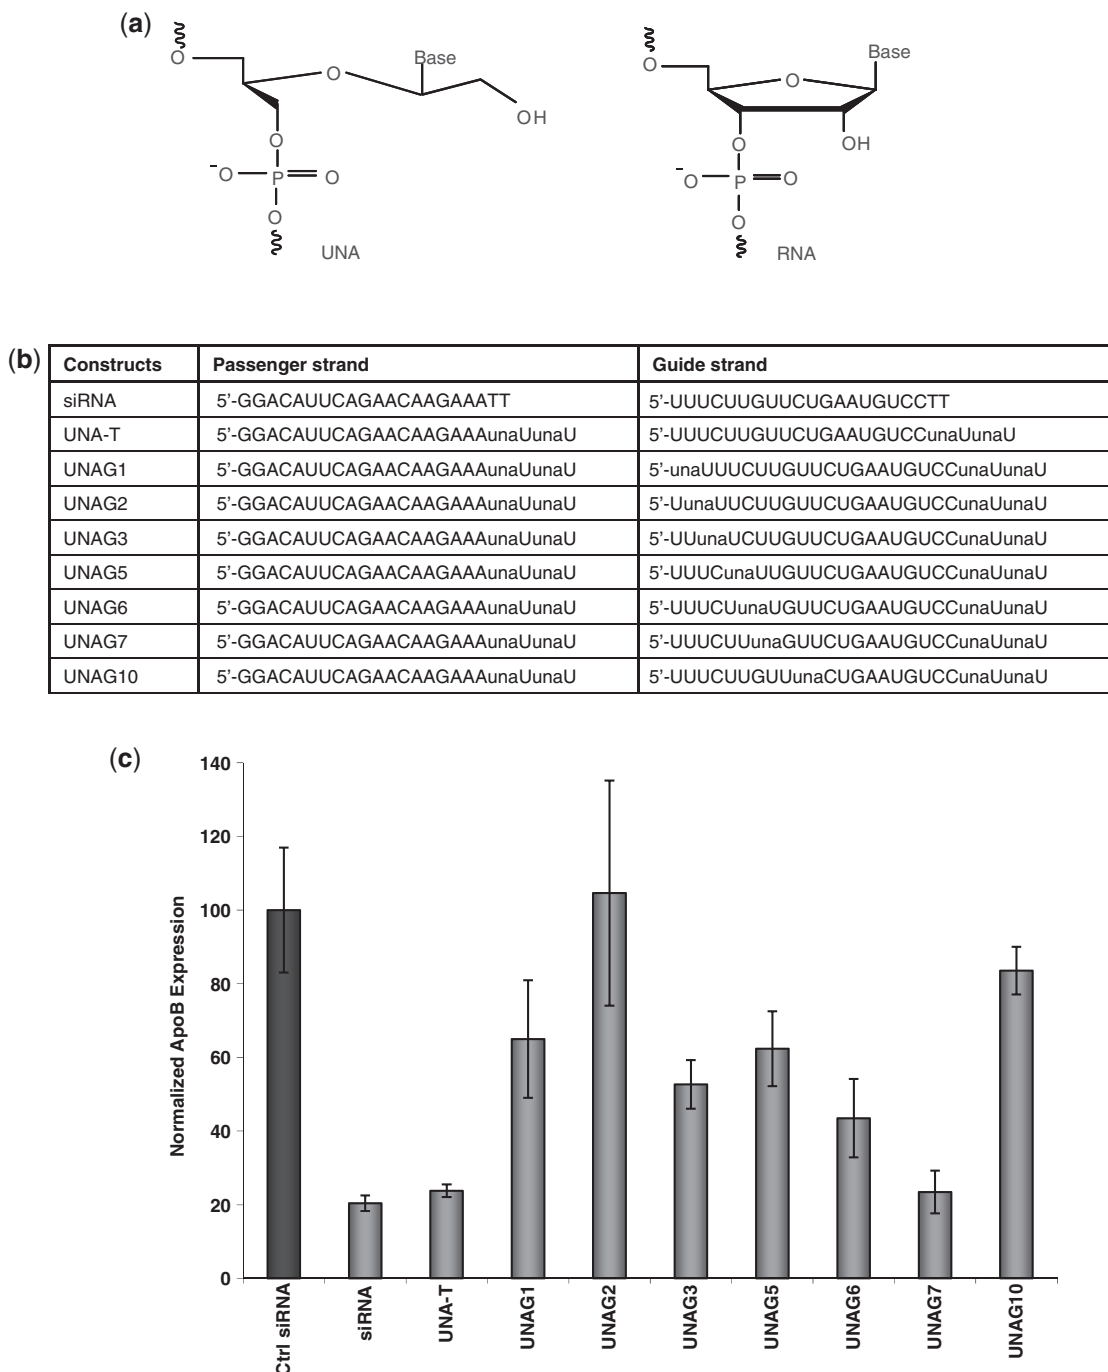 (a)
O
O
Base
OH
O
⁻O
P
O
O
UNA
O
O
Base
O
OH
⁻O
P
O
O
RNA
(b)
Constructs Passenger strand Guide strand
siRNA 5'-GGACAUUCAGAACAAGAAATT 5'-UUUCUUGUUCUGAAUGUCCTT
UNA-T 5'-GGACAUUCAGAACAAGAAAunaUunaU 5'-UUUCUUGUUCUGAAUGUCCunaUunaU
UNAG1 5'-GGACAUUCAGAACAAGAAAunaUunaU 5'-unaUUUCUUGUUCUGAAUGUCCunaUunaU
UNAG2 5'-GGACAUUCAGAACAAGAAAunaUunaU 5'-UunaUUCUUGUUCUGAAUGUCCunaUunaU
UNAG3 5'-GGACAUUCAGAACAAGAAAunaUunaU 5'-UUunaUCUUGUUCUGAAUGUCCunaUunaU
UNAG5 5'-GGACAUUCAGAACAAGAAAunaUunaU 5'-UUUCunaUUGUUCUGAAUGUCCunaUunaU
UNAG6 5'-GGACAUUCAGAACAAGAAAunaUunaU 5'-UUUCUunaUGUUCUGAAUGUCCunaUunaU
UNAG7 5'-GGACAUUCAGAACAAGAAAunaUunaU 5'-UUUCUUunaGUUCUGAAUGUCCunaUunaU
UNAG10 5'-GGACAUUCAGAACAAGAAAunaUunaU 5'-UUUCUUGUUunaCUGAAUGUCCunaUunaU
(c)
Normalized ApoB Expression
140
120
100
80
60
40
20
0
Ctrl siRNA
siRNA
UNA-T
UNAG1
UNAG2
UNAG3
UNAG5
UNAG6
UNAG7
UNAG10